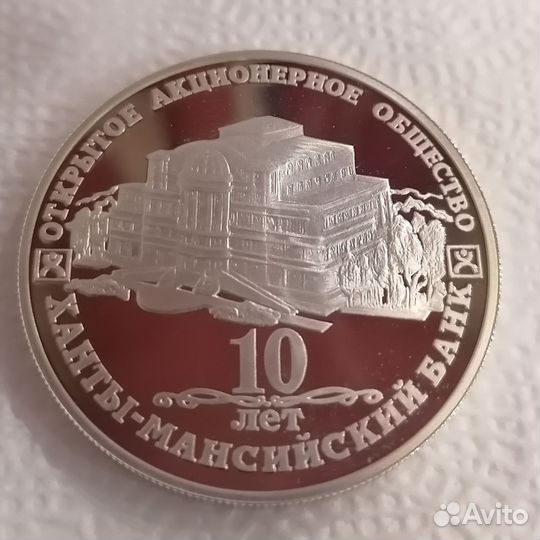 ОТКРЫТОЕ АКЦИОНЕРНОЕ ОБЩЕСТВО
10
лет
ХАНТЫ-МАНСИЙСКИЙ БАНК
Avito